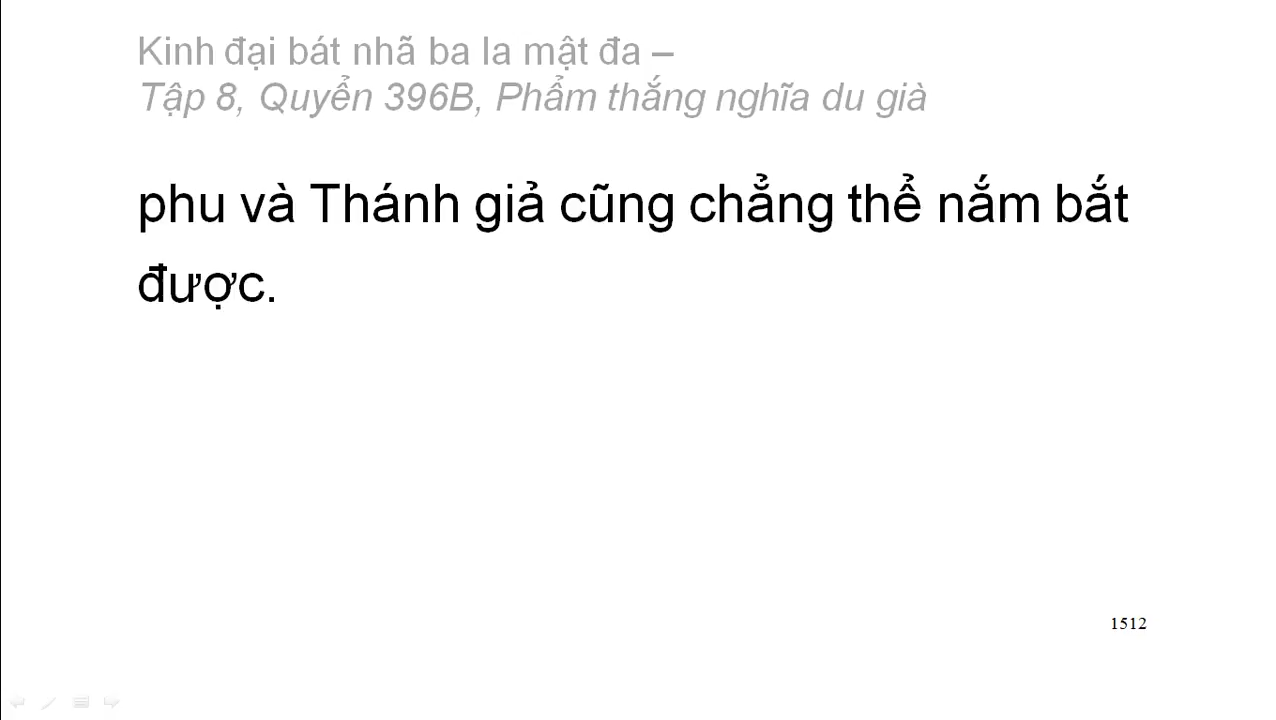 Kinh đại bát nhã ba la mật đa –
Tập 8, Quyển 396B, Phẩm thắng nghĩa du già
phu và Thánh giả cũng chẳng thể nắm bắt
được.
1512